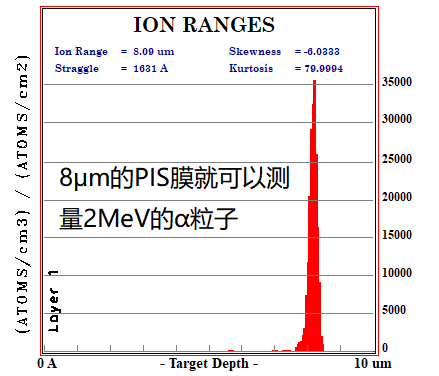 ION RANGES
Ion Range = 8.09 um Skewness = -6.0333
Straggle = 1631 A Kurtosis = 79.9994
(ATOMS/cm3) / (ATOMS/cm2)
35000
30000
25000
20000
15000
10000
5000
0
8μm的PIS膜就可以测
量2MeV的α粒子
Layer 1
0 A - Target Depth - 10 um